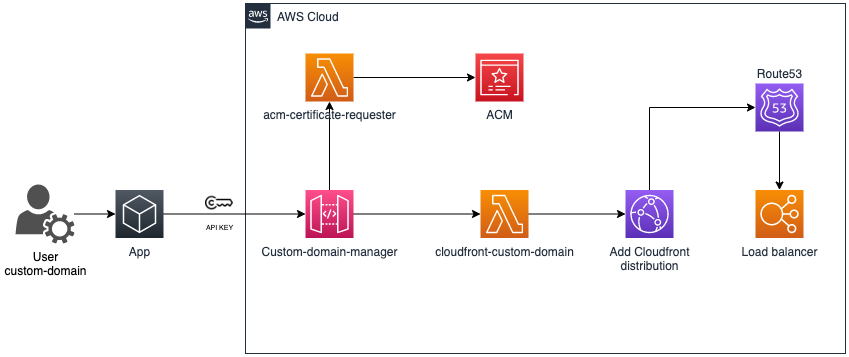 aws
AWS Cloud
acm-certificate-requester
ACM
Route53
53
User
custom-domain
App
API KEY
</>
Custom-domain-manager
cloudfront-custom-domain
Add Cloudfront
distribution
Load balancer